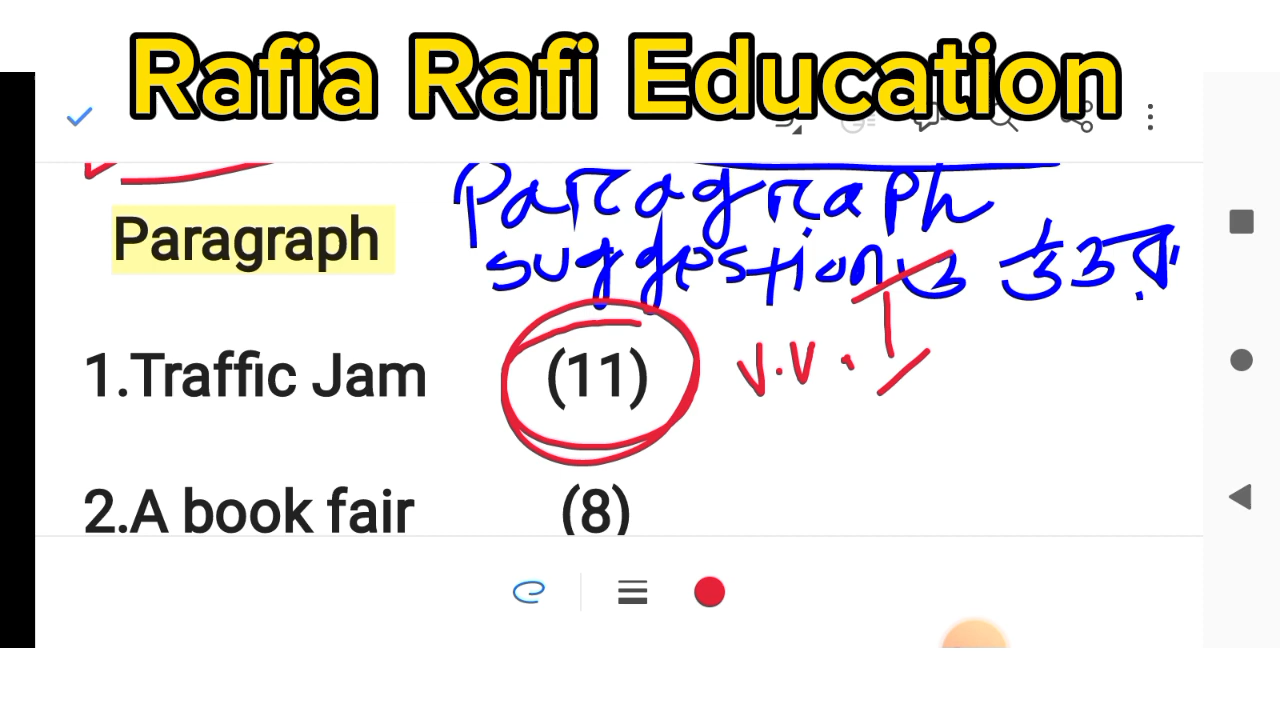 Rafia Rafi Education
Paragraph
Paragraph
suggestion
1.Traffic Jam (11) V.V.I
2.A book fair (8)